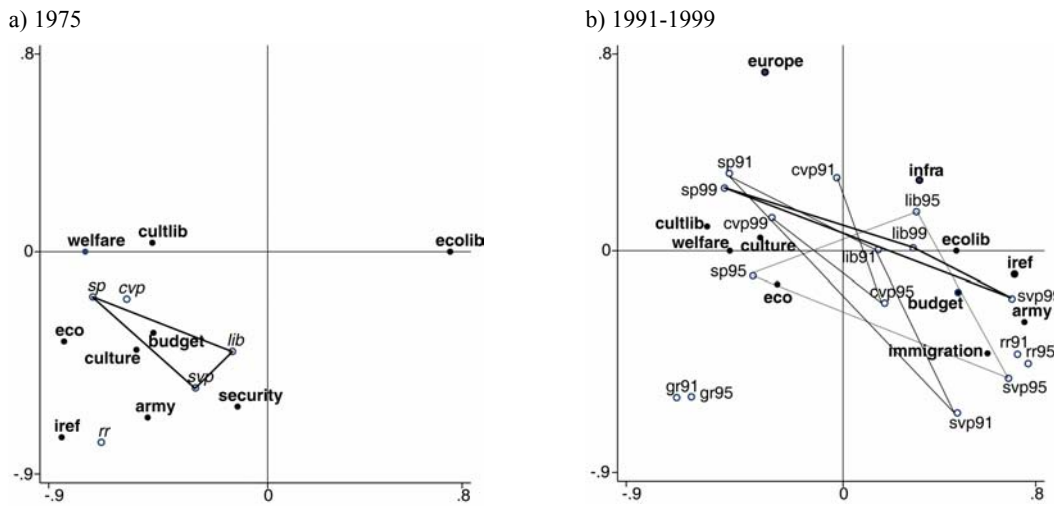 a) 1975
b) 1991-1999
.8
welfare
cultlib
ecolib
0
sp
cvp
eco
budget
culture
lib
svp
security
army
iref
rr
-.9
-.9
0
.8
.8
europe
sp91
cvp91
infra
sp99
lib95
cultlib
cvp99
lib99
welfare
culture
ecolib
0
lib91
sp95
iref
eco
cvp95
budget
svp99
army
immigration
rr91
rr95
svp95
gr91
gr95
svp91
-.9
-.9
0
.8